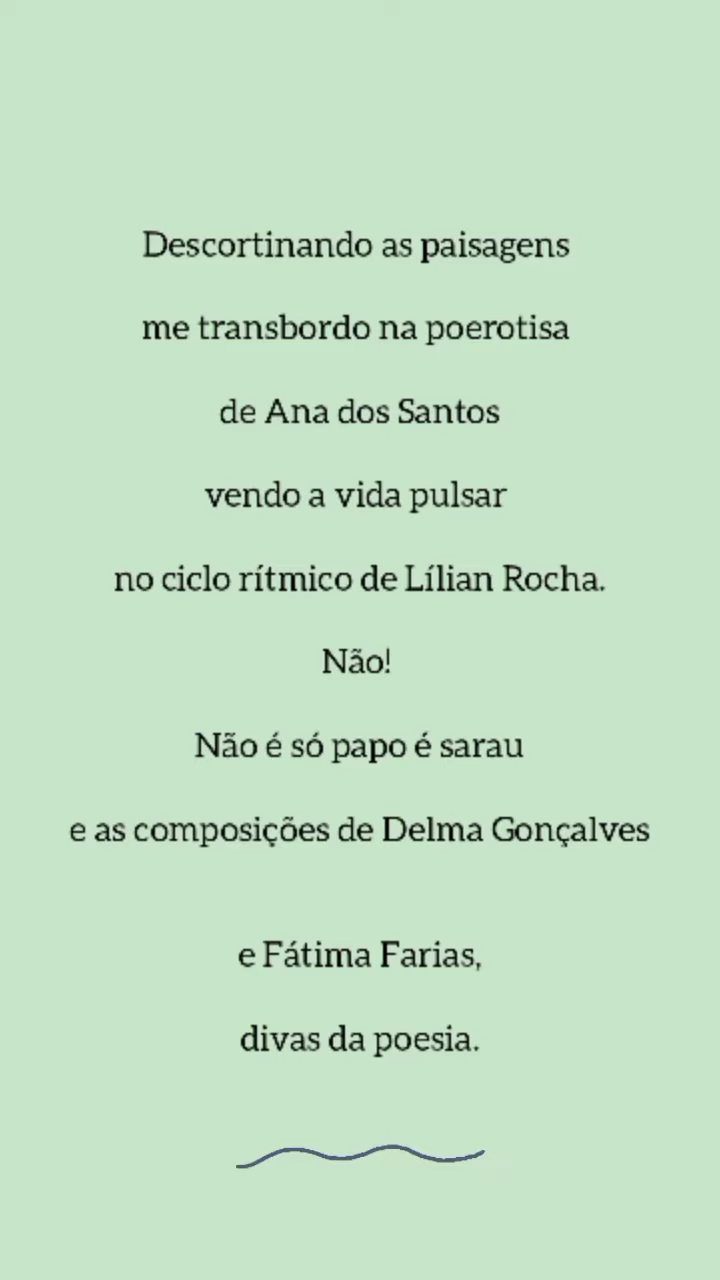 Descortinando as paisagens
me transbordo na poerotisa
de Ana dos Santos
vendo a vida pulsar
no ciclo rítmico de Lílian Rocha.
Não!
Não é só papo é sarau
e as composições de Delma Gonçalves
e Fátima Farias,
divas da poesia.